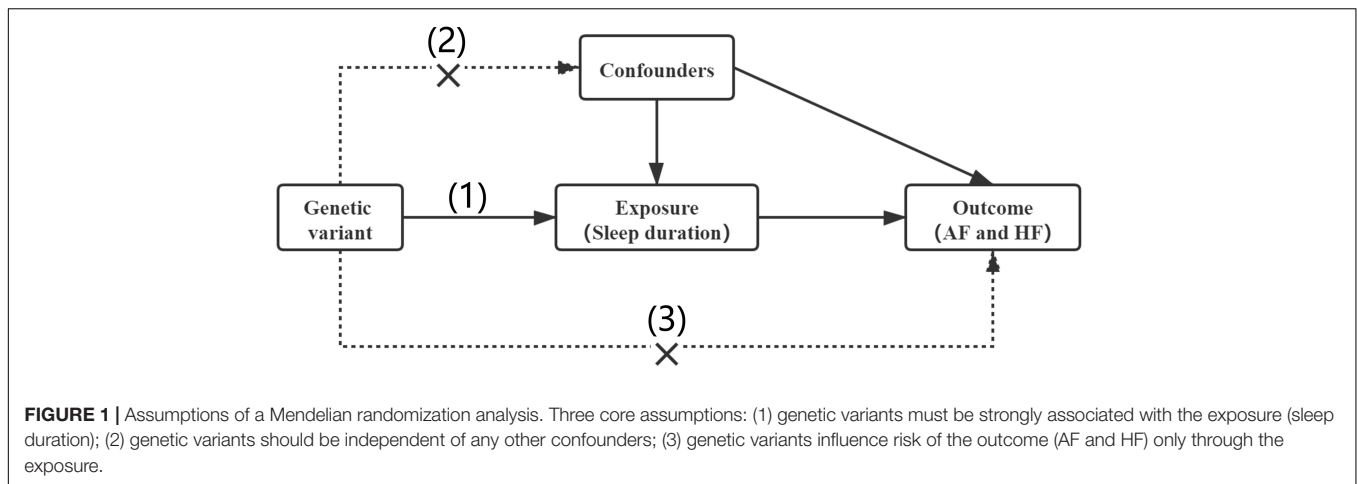 (2)
Confounders
(1)
Genetic
variant
Exposure
(Sleep duration)
Outcome
(AF and HF)
(3)
FIGURE 1 | Assumptions of a Mendelian randomization analysis. Three core assumptions: (1) genetic variants must be strongly associated with the exposure (sleep
duration); (2) genetic variants should be independent of any other confounders; (3) genetic variants influence risk of the outcome (AF and HF) only through the
exposure.